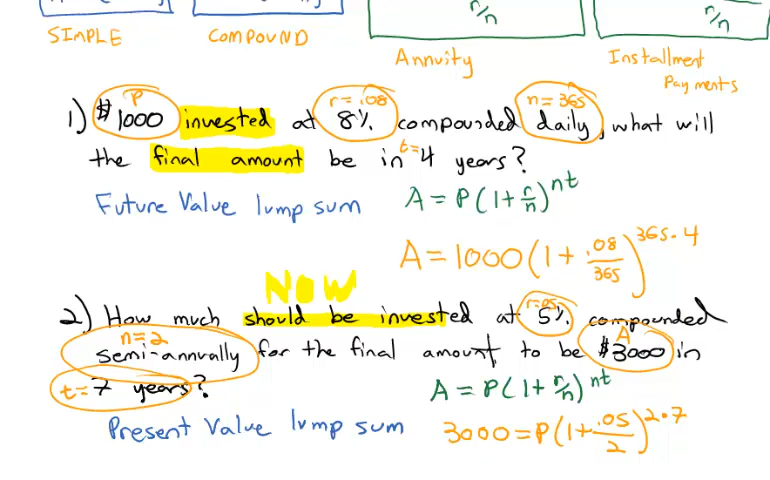 r/n
r/n
SIMPLE
COMPOUND
Annuity
Installment
Payments
P r=.08 n=365
1) $1000 invested at 8% compounded daily, what will
t=
the final amount be in 4 years?
Future Value lump sum A = P(1+r/n)^nt
A = 1000(1+.08/365)^365·4
NOW
2) How much should be invested at r=.05 5% compounded
n=2 A
semi-annually for the final amount to be $3000 in
t= 7 years? A = P(1+r/n)^nt
Present Value lump sum 3000 = P(1+.05/2)^2·7